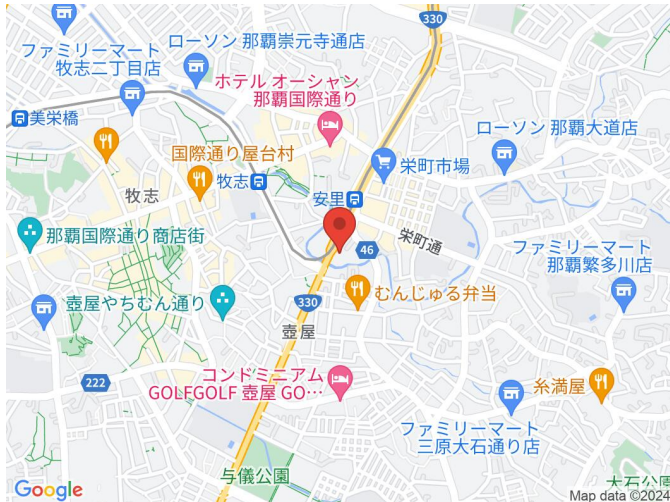 330
ファミリーマート
牧志二丁目店
ローソン 那覇崇元寺通店
ホテル オーシャン
那覇国際通り
美栄橋
ローソン 那覇大道店
国際通り屋台村
栄町市場
牧志
牧志
安里
栄町通
那覇国際通り商店街
46
ファミリーマート
那覇繁多川店
壺屋やちむん通り
330
むんじゅる弁当
壺屋
222
コンドミニアム
GOLFGOLF 壺屋 GO…
糸満屋
ファミリーマート
三原大石通り店
与儀公園
大石公
Google
Map data ©2024